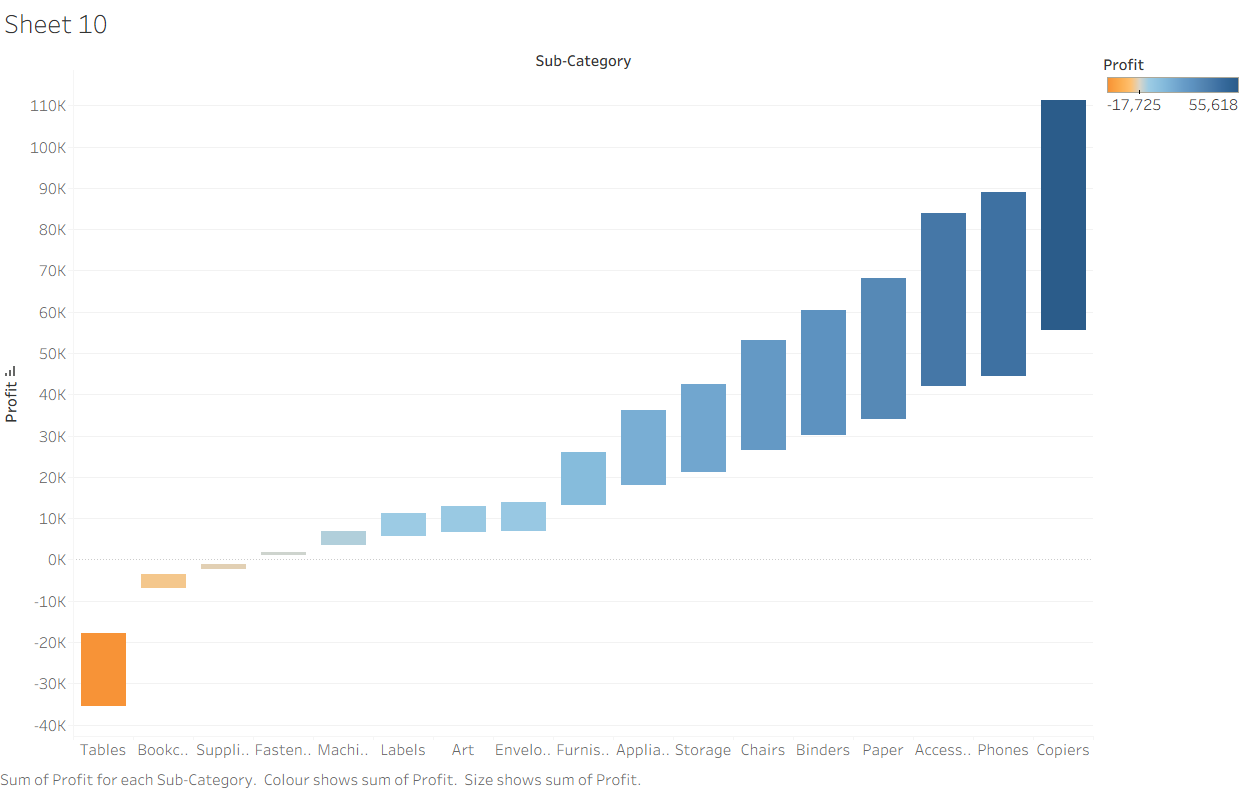 Sheet 10
Sub-Category
Profit
-17,725 55,618
110K
100K
90K
80K
70K
60K
50K
40K
30K
20K
10K
0K
-10K
-20K
-30K
-40K
Profit
Tables Bookc.. Suppli.. Fasten.. Machi.. Labels Art Envelo.. Furnis.. Applia.. Storage Chairs Binders Paper Access.. Phones Copiers
Sum of Profit for each Sub-Category. Colour shows sum of Profit. Size shows sum of Profit.